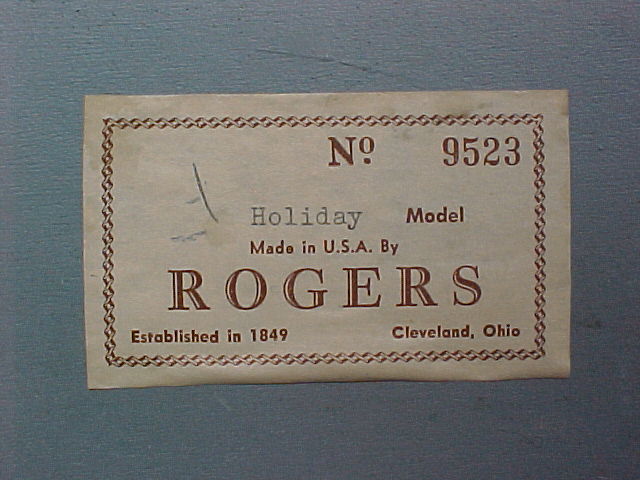 Nº 9523
Holiday Model
Made in U.S.A. By
ROGERS
Established in 1849 Cleveland, Ohio